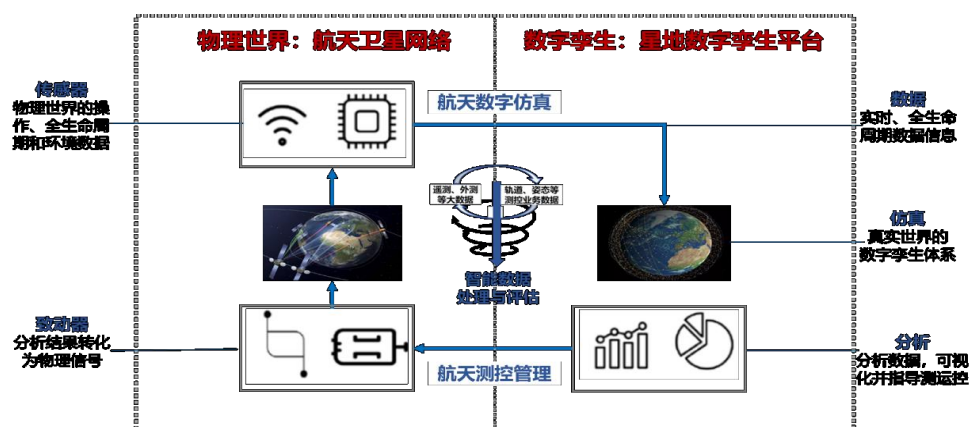 物理世界：航天卫星网络
数字孪生：星地数字孪生平台
传感器
物理世界的操
作、全生命周
期和环境数据
航天数字仿真
数据
实时、全生命
周期数据信息
遥测、外测
等大数据
轨道、姿态等
测控业务数据
仿真
真实世界的
数字孪生体系
智能数据
处理与评估
致动器
分析结果转化
为物理信号
航天测控管理
分析
分析数据，可视
化并指导测运控